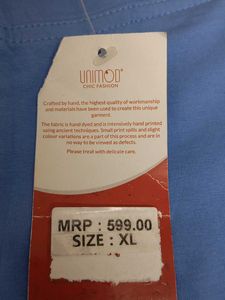 UNIMOD
CHIC FASHION
Crafted by hand, the highest quality of workmanship
and materials have been used to create this unique
garment.
The fabric is hand dyed and is intensively hand printed
using ancient techniques. Small print spills and slight
colour variations are a part of this process and are in
no way to be viewed as defects.
Please treat with delicate care.
MRP : 599.00
SIZE : XL